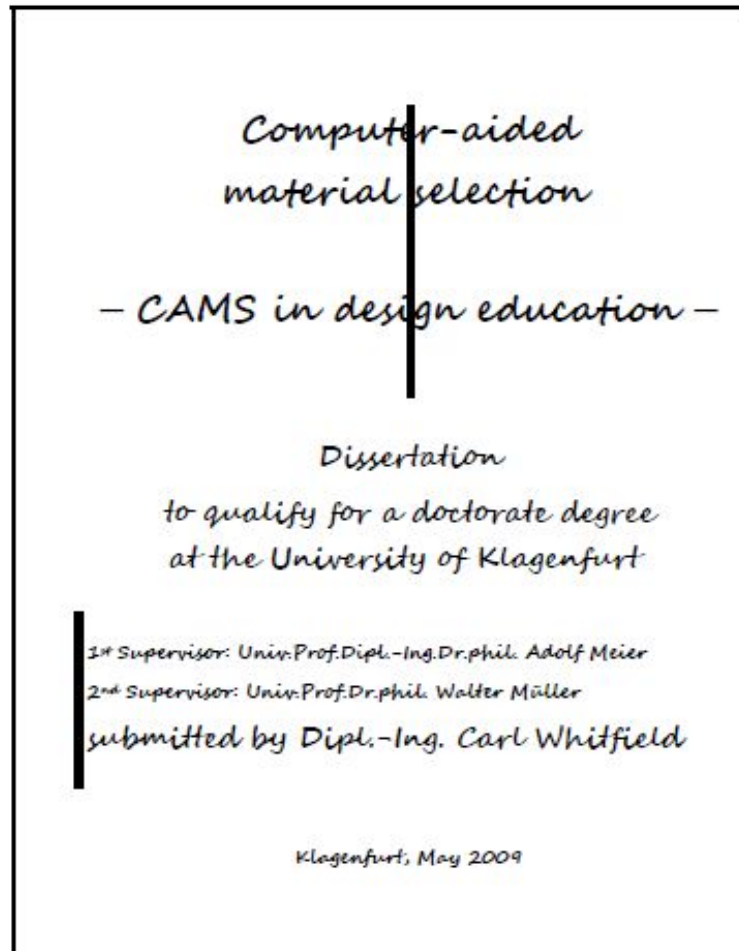 Computer-aided
material selection
– CAMS in design education –
Dissertation
to qualify for a doctorate degree
at the University of Klagenfurt
1st Supervisor: Univ.Prof.Dipl.-Ing.Dr.phil. Adolf Meier
2nd Supervisor: Univ.Prof.Dr.phil. Walter Müller
submitted by Dipl.-Ing. Carl Whitfield
Klagenfurt, May 2009